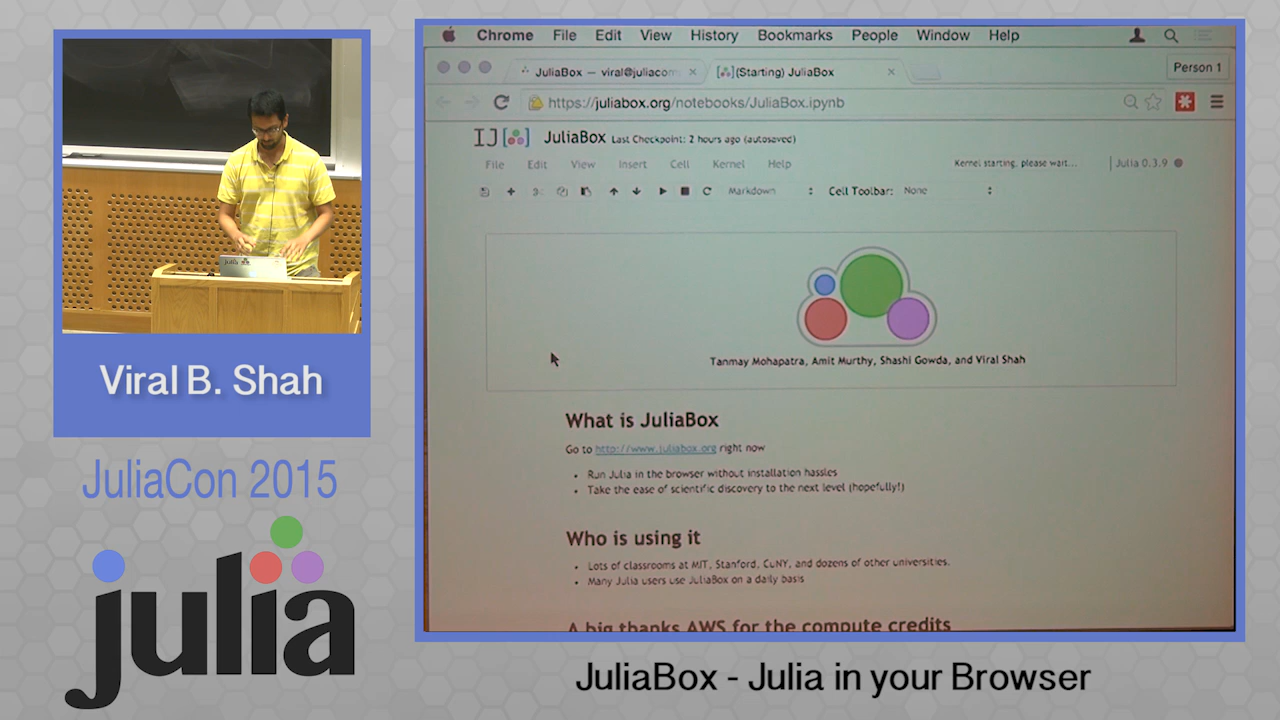 Viral B. Shah
JuliaCon 2015
julia
Chrome File Edit View History Bookmarks People Window Help
JuliaBox — viral@juliacom
(Starting) JuliaBox
Person 1
https://juliabox.org/notebooks/JuliaBox.ipynb
IJ[ ] JuliaBox Last Checkpoint: 2 hours ago (autosaved)
File Edit View Insert Cell Kernel Help
Kernel starting, please wait...
Julia 0.3.9
Markdown
Cell Toolbar: None
Tanmay Mohapatra, Amit Murthy, Shashi Gowda, and Viral Shah
What is JuliaBox
Go to http://www.juliabox.org right now
Run Julia in the browser without installation hassles
Take the ease of scientific discovery to the next level (hopefully!)
Who is using it
Lots of classrooms at MIT, Stanford, CuNY, and dozens of other universities.
Many Julia users use JuliaBox on a daily basis
A big thanks AWS for the compute credits
JuliaBox - Julia in your Browser